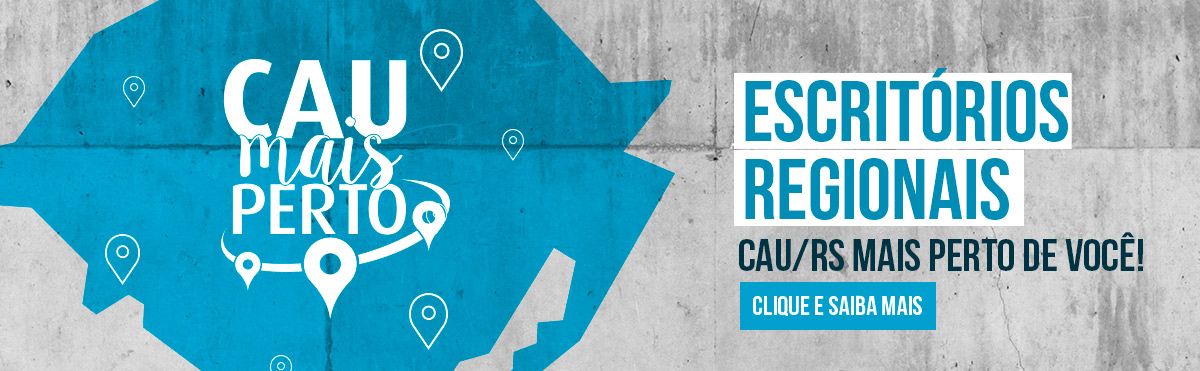 CAU
mais
PERTO
ESCRITÓRIOS
REGIONAIS
CAU/RS MAIS PERTO DE VOCÊ!
CLIQUE E SAIBA MAIS